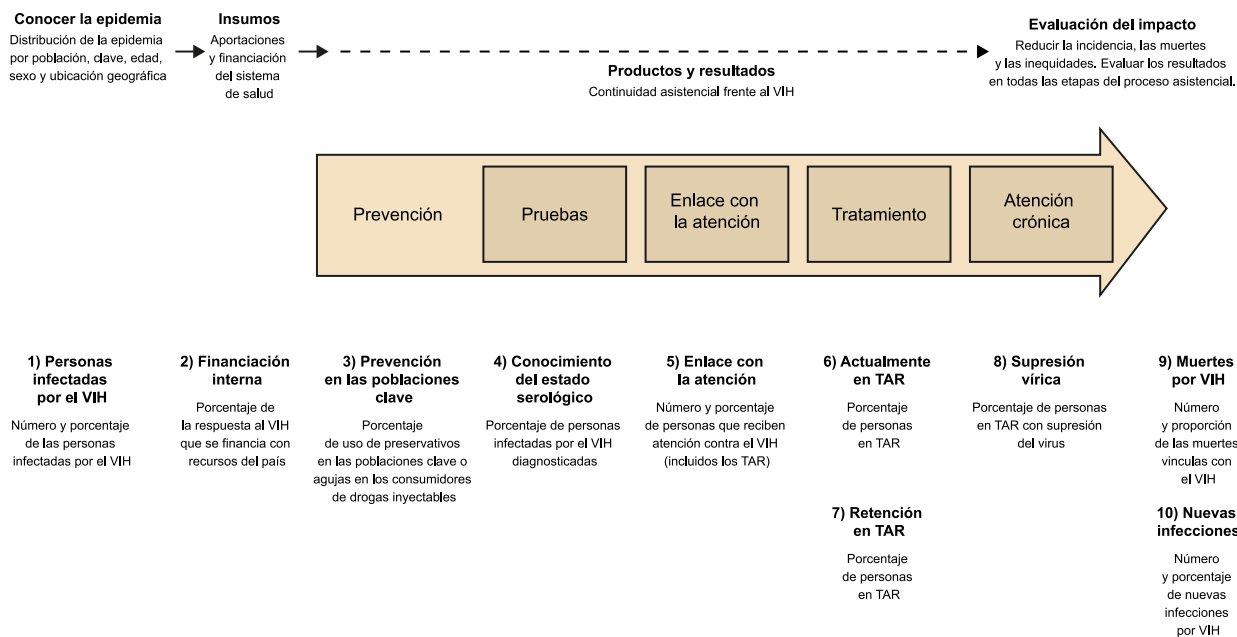 Conocer la epidemia
Distribución de la epidemia
por población, clave, edad,
sexo y ubicación geográfica
Insumos
Aportaciones
y financiación
del sistema
de salud
Productos y resultados
Continuidad asistencial frente al VIH
Evaluación del impacto
Reducir la incidencia, las muertes
y las inequidades. Evaluar los resultados
en todas las etapas del proceso asistencial.
Prevención
Pruebas
Enlace con
la atención
Tratamiento
Atención
crónica
1) Personas
infectadas
por el VIH
Número y porcentaje
de las personas
infectadas por el VIH
2) Financiación
interna
Porcentaje de
la respuesta al VIH
que se financia con
recursos del país
3) Prevención
en las poblaciones
clave
Porcentaje
de uso de preservativos
en las poblaciones clave o
agujas en los consumidores
de drogas inyectables
4) Conocimiento
del estado
serológico
Porcentaje de personas
infectadas por el VIH
diagnosticadas
5) Enlace con
la atención
Número y porcentaje
de personas que reciben
atención contra el VIH
(incluidos los TAR)
6) Actualmente
en TAR
Porcentaje
de personas
en TAR
7) Retención
en TAR
Porcentaje
de personas
en TAR
8) Supresión
vírica
Porcentaje de personas
en TAR con supresión
del virus
9) Muertes
por VIH
Número
y proporción
de las muertes
vinculas con
el VIH
10) Nuevas
infecciones
Número
y porcentaje
de nuevas
infecciones
por VIH